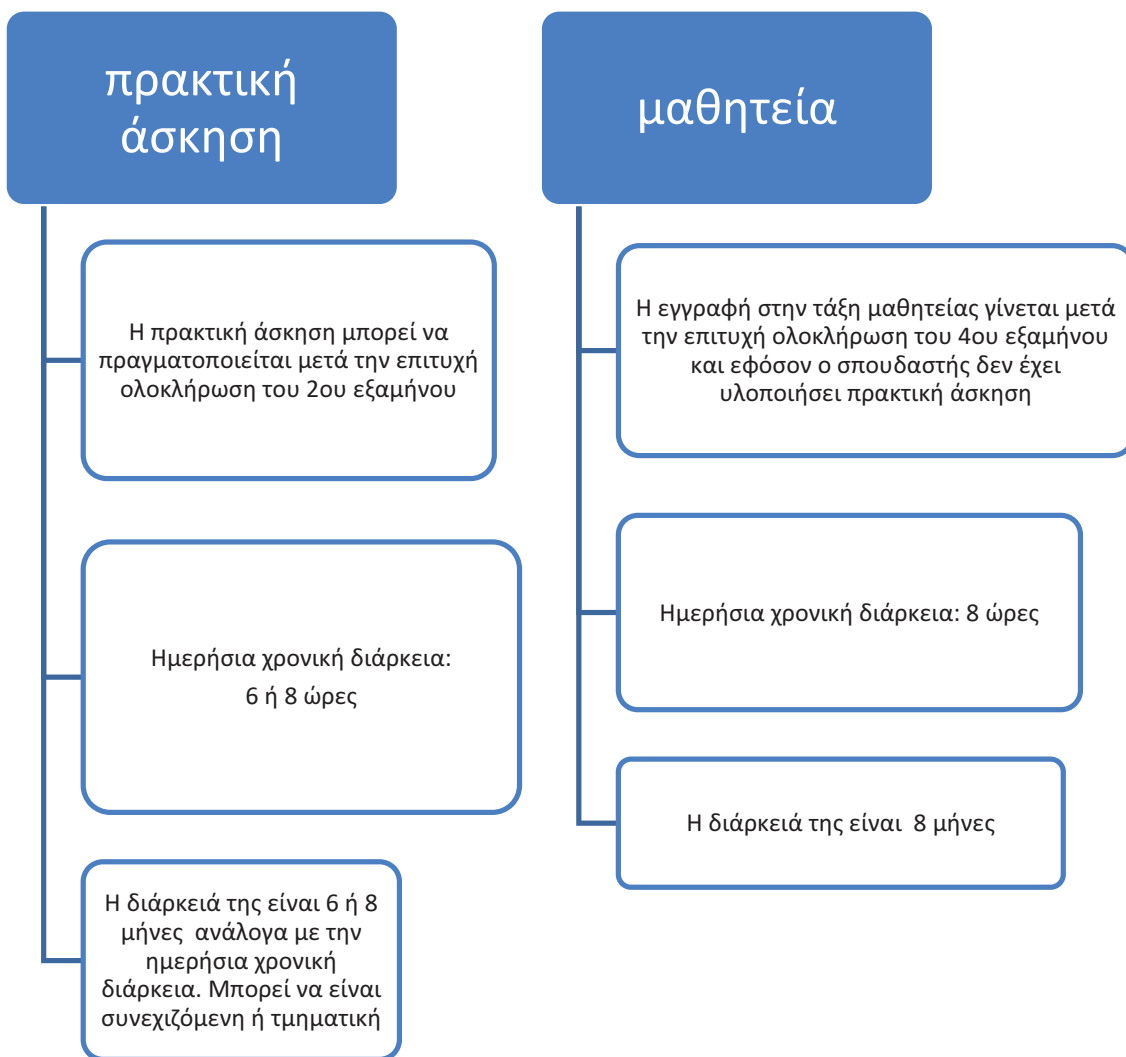 πρακτική
άσκηση
Η πρακτική άσκηση μπορεί να
πραγματοποιείται μετά την επιτυχή
ολοκλήρωση του 2ου εξαμήνου
Ημερήσια χρονική διάρκεια:
6 ή 8 ώρες
Η διάρκειά της είναι 6 ή 8
μήνες ανάλογα με την
ημερήσια χρονική
διάρκεια. Μπορεί να είναι
συνεχιζόμενη ή τμηματική
μαθητεία
Η εγγραφή στην τάξη μαθητείας γίνεται μετά
την επιτυχή ολοκλήρωση του 4ου εξαμήνου
και εφόσον ο σπουδαστής δεν έχει
υλοποιήσει πρακτική άσκηση
Ημερήσια χρονική διάρκεια: 8 ώρες
Η διάρκειά της είναι 8 μήνες